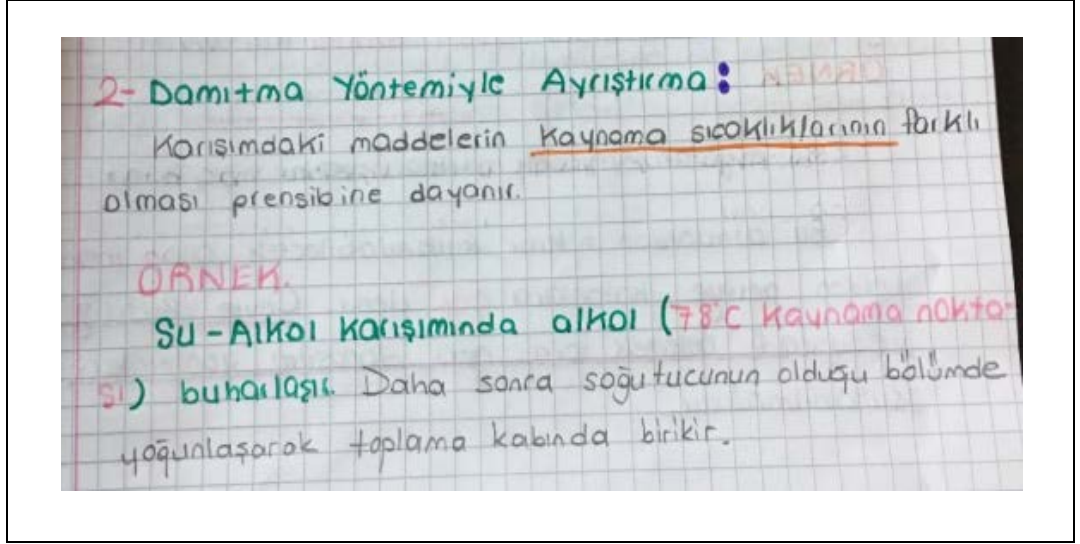 2- Damıtma Yöntemiyle Ayrıştırma:
Karışımdaki maddelerin kaynama sıcaklıklarının farklı
olması prensibine dayanır.
ÖRNEK.
Su-Alkol karışımında alkol (78°C kaynama nokta-
sı) buharlaşır. Daha sonra soğutucunun olduğu bölümde
yoğunlaşarak toplama kabında birikir.